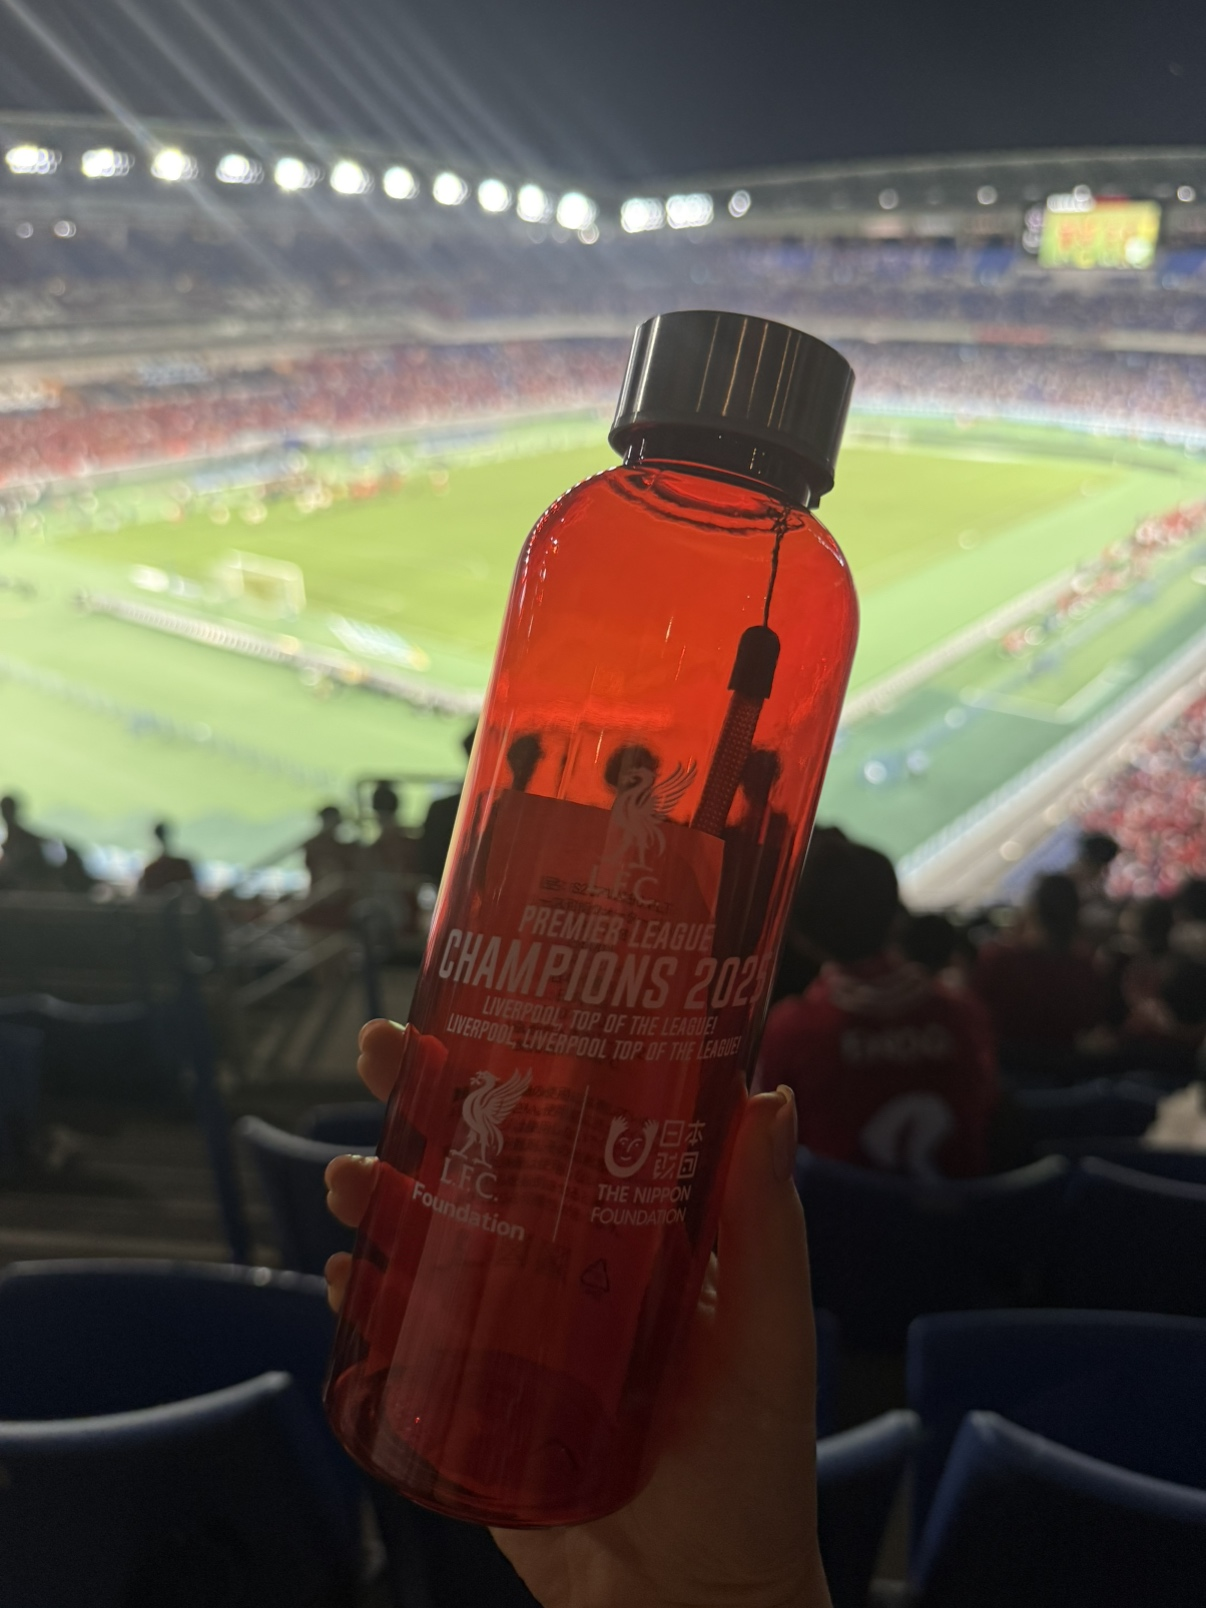 L.F.C.
PREMIER LEAGUE
CHAMPIONS 2025
LIVERPOOL, TOP OF THE LEAGUE!
LIVERPOOL, LIVERPOOL TOP OF THE LEAGUE!
L.F.C.
Foundation
日本
財団
THE NIPPON
FOUNDATION